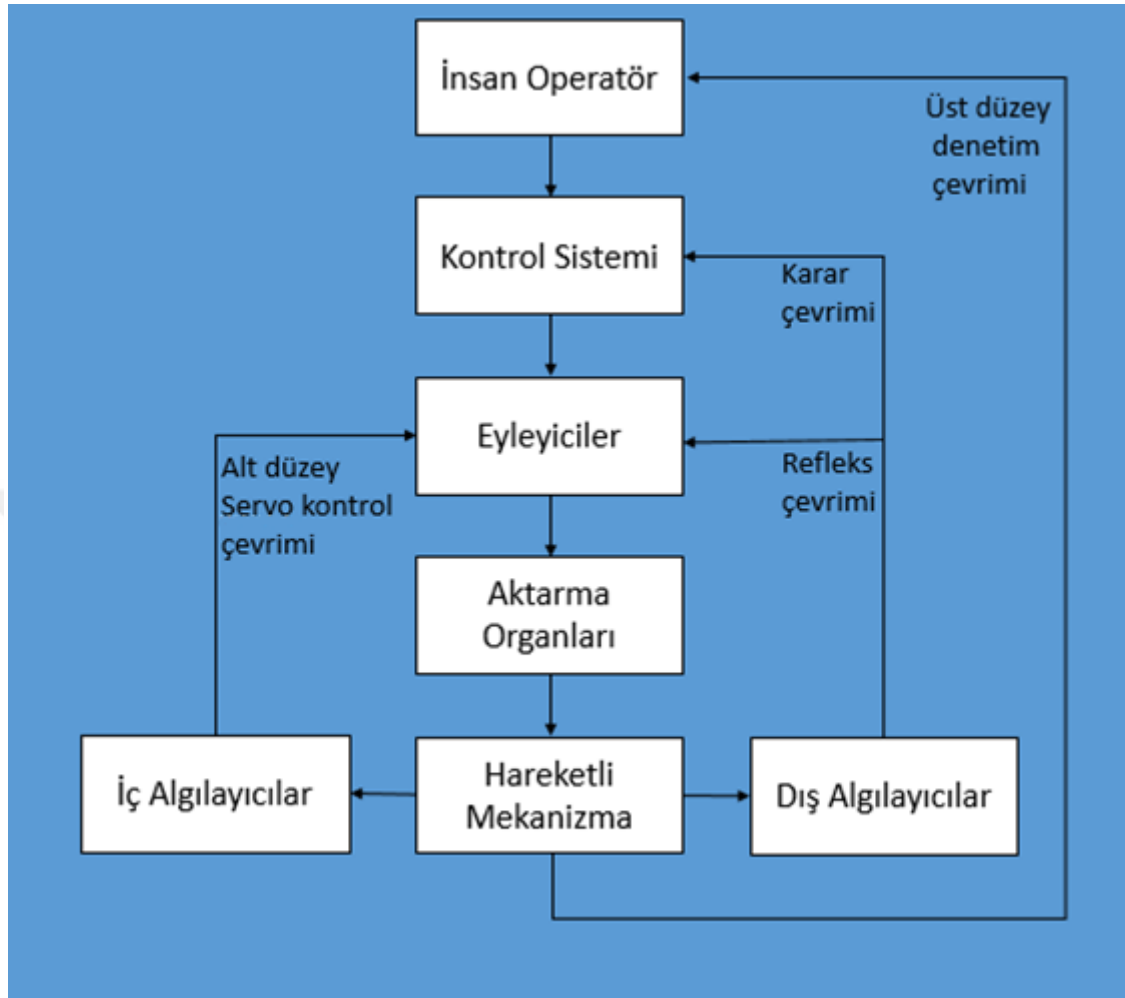 İnsan Operatör
Üst düzey
denetim
çevrimi
Kontrol Sistemi
Karar
çevrimi
Eyleyiciler
Alt düzey
Servo kontrol
çevrimi
Refleks
çevrimi
Aktarma
Organları
İç Algılayıcılar
Hareketli
Mekanizma
Dış Algılayıcılar